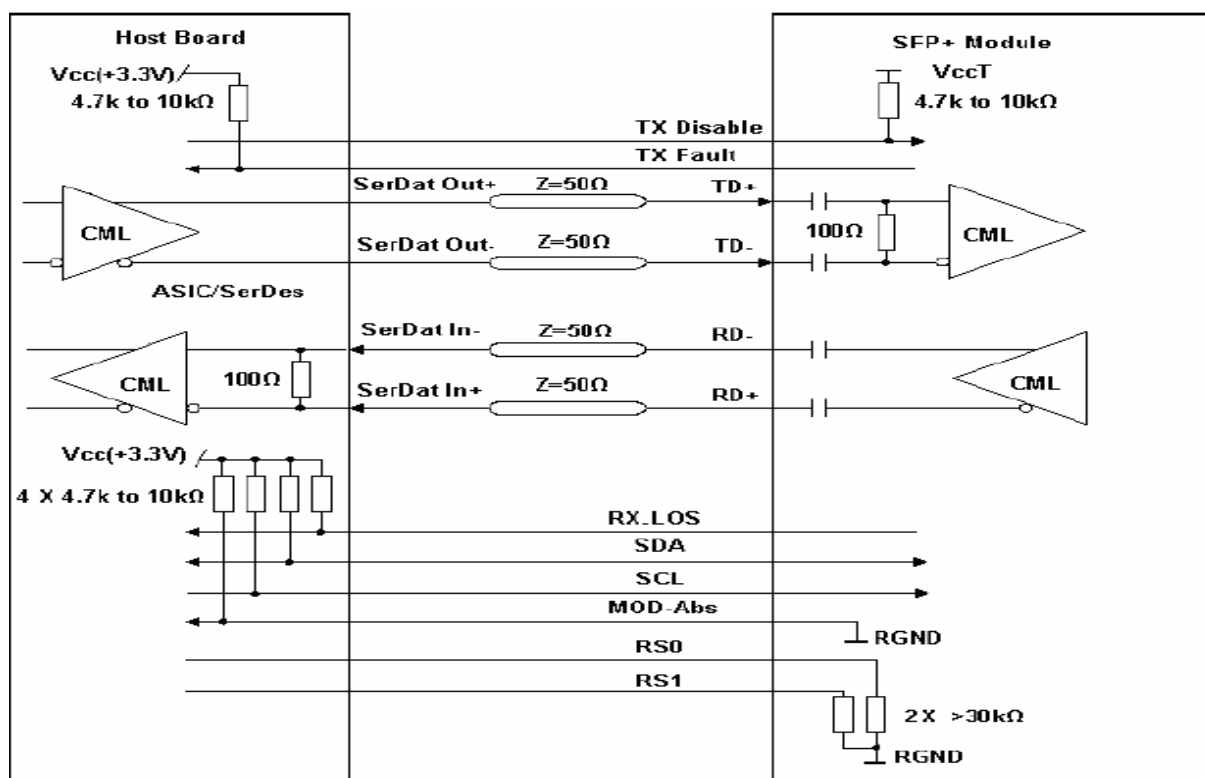 Host Board
SFP+ Module
Vcc(+3.3V)
4.7k to 10kΩ
VccT
4.7k to 10kΩ
TX Disable
TX Fault
SerDat Out+
Z=50Ω
TD+
CML
100Ω
CML
SerDat Out-
Z=50Ω
TD-
ASIC/SerDes
SerDat In-
Z=50Ω
RD-
CML
100Ω
CML
SerDat In+
Z=50Ω
RD+
Vcc(+3.3V)
4 X 4.7k to 10kΩ
RX_LOS
SDA
SCL
MOD-Abs
RGND
RS0
RS1
2X >30kΩ
RGND